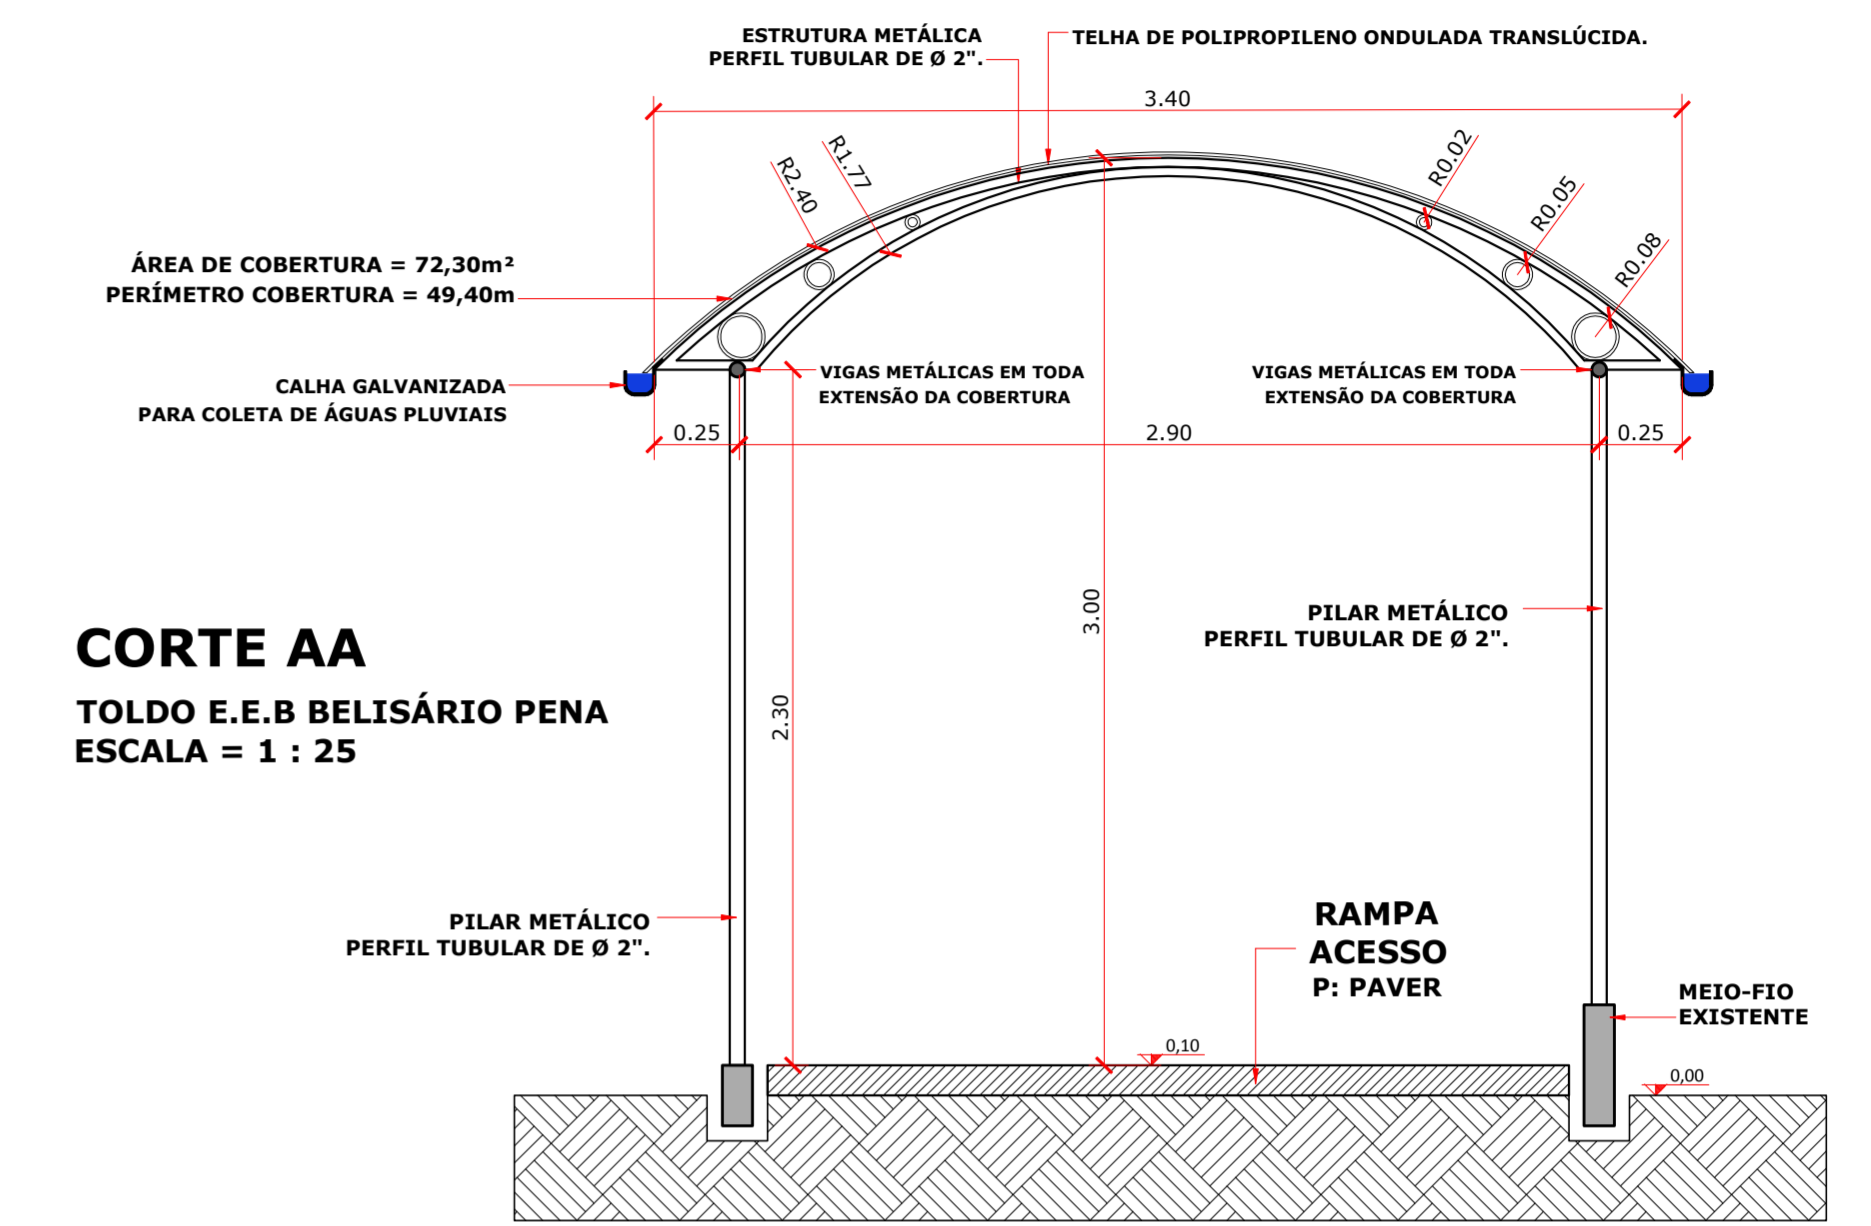 ESTRUTURA METÁLICA
PERFIL TUBULAR DE Ø 2".
TELHA DE POLIPROPILENO ONDULADA TRANSLÚCIDA.
3.40
R2.40
R1.77
R0.02
R0.05
R0.08
ÁREA DE COBERTURA = 72,30m²
PERÍMETRO COBERTURA = 49,40m
CALHA GALVANIZADA
PARA COLETA DE ÁGUAS PLUVIAIS
VIGAS METÁLICAS EM TODA
EXTENSÃO DA COBERTURA
VIGAS METÁLICAS EM TODA
EXTENSÃO DA COBERTURA
0.25
2.90
0.25
3.00
2.30
PILAR METÁLICO
PERFIL TUBULAR DE Ø 2".
CORTE AA
TOLDO E.E.B BELISÁRIO PENA
ESCALA = 1 : 25
PILAR METÁLICO
PERFIL TUBULAR DE Ø 2".
RAMPA
ACESSO
P: PAVER
MEIO-FIO
EXISTENTE
0,10
0,00